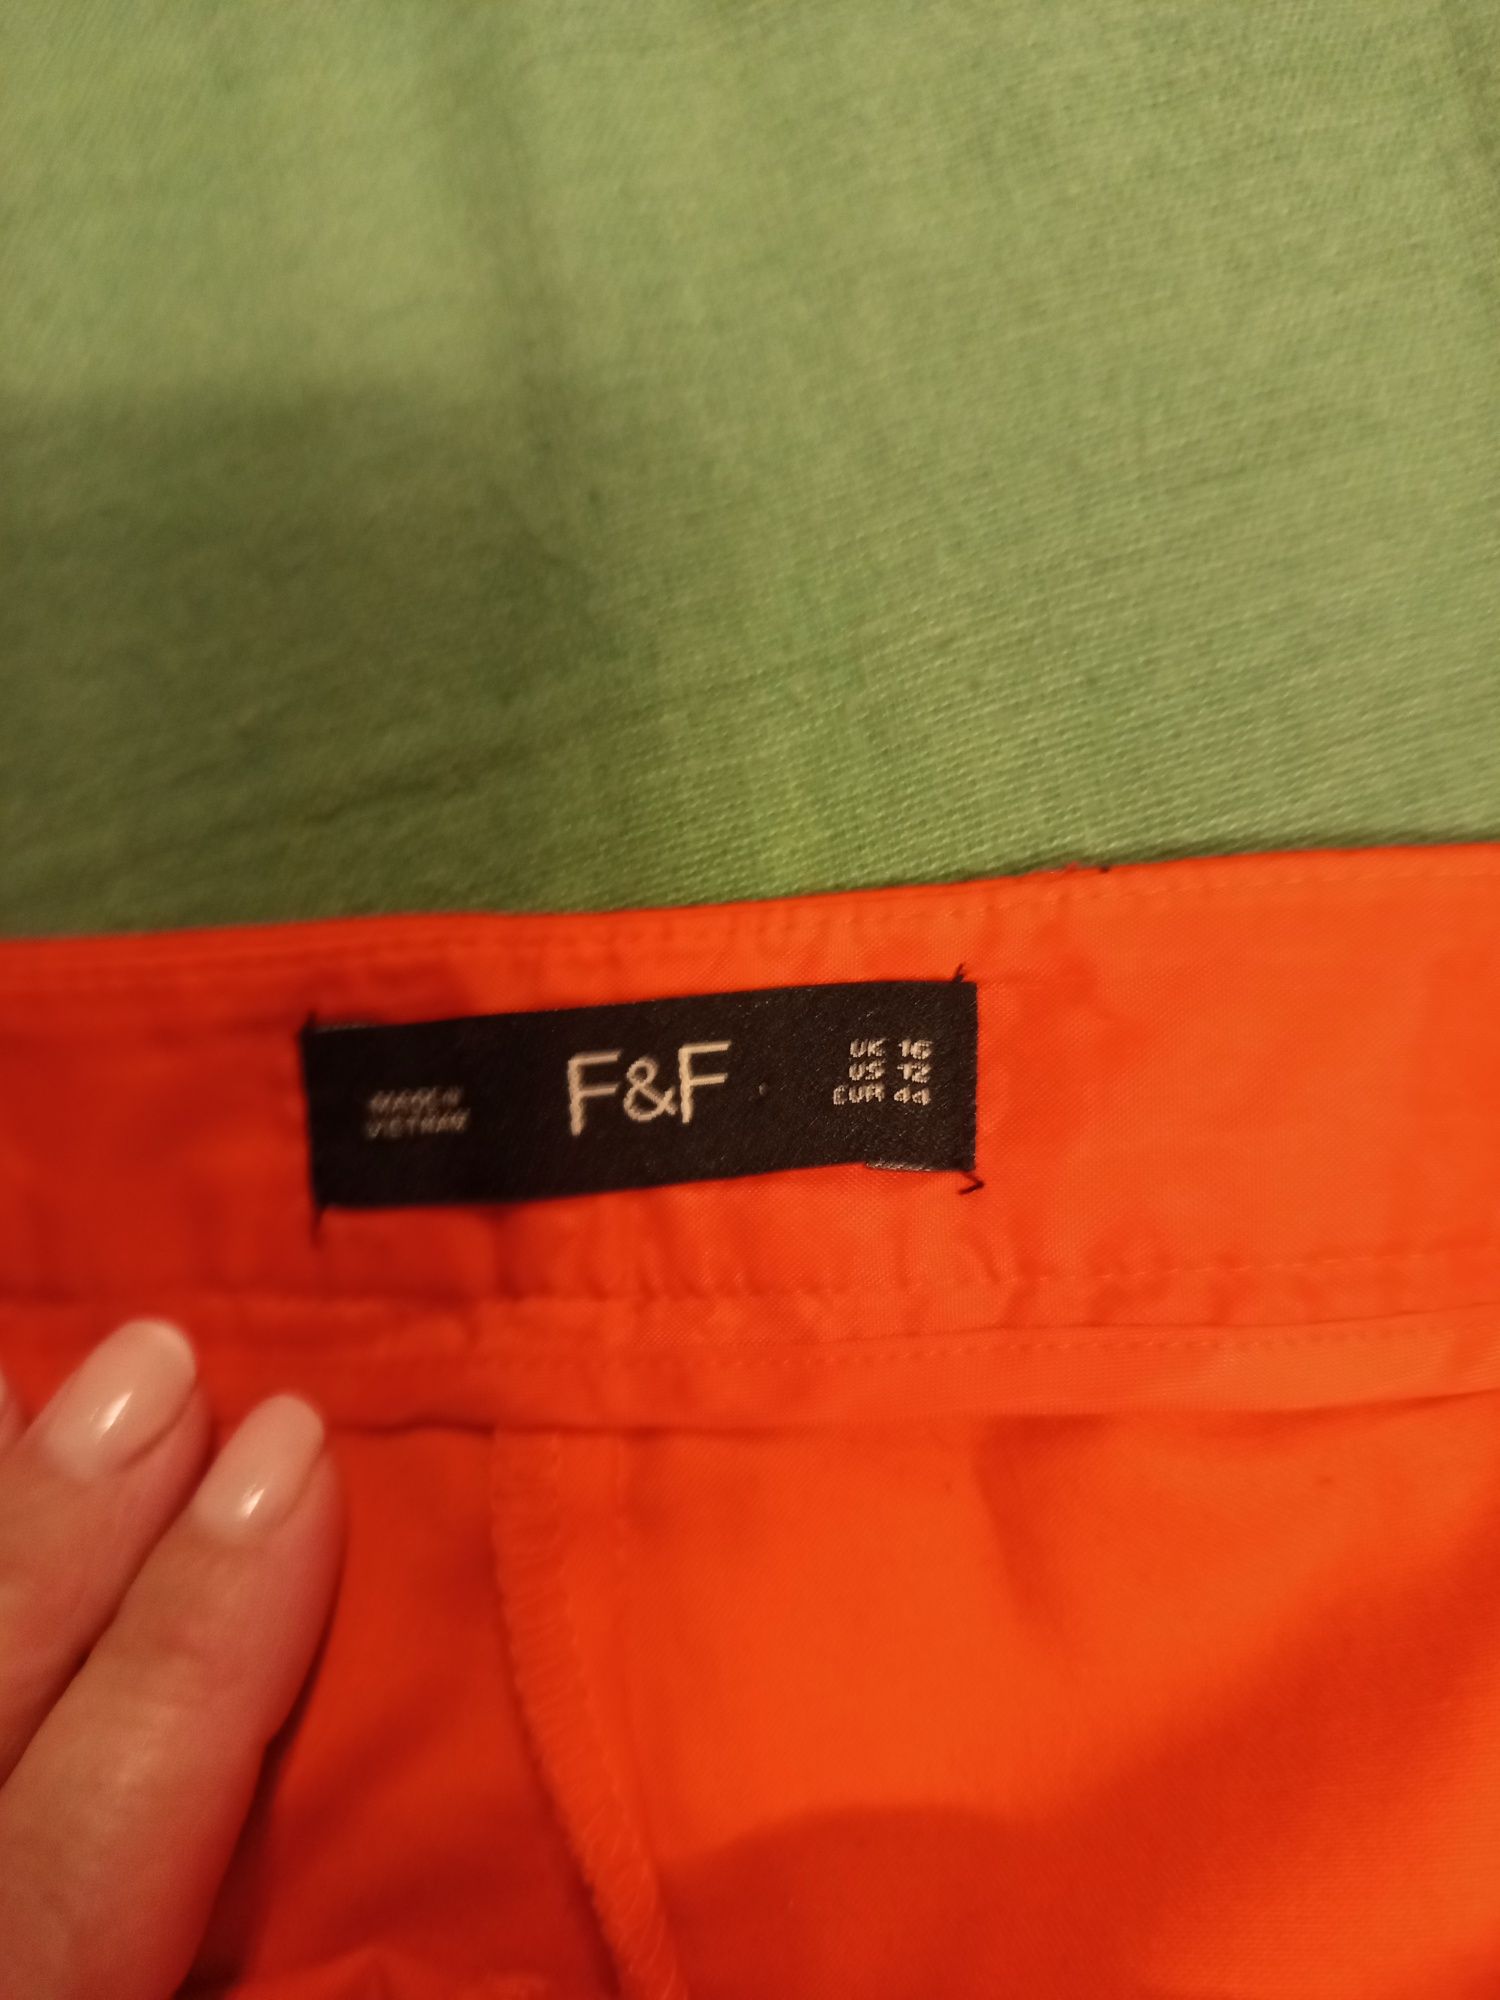 MADE IN
VIETNAM
F&F
UK 16
US 12
EUR 44